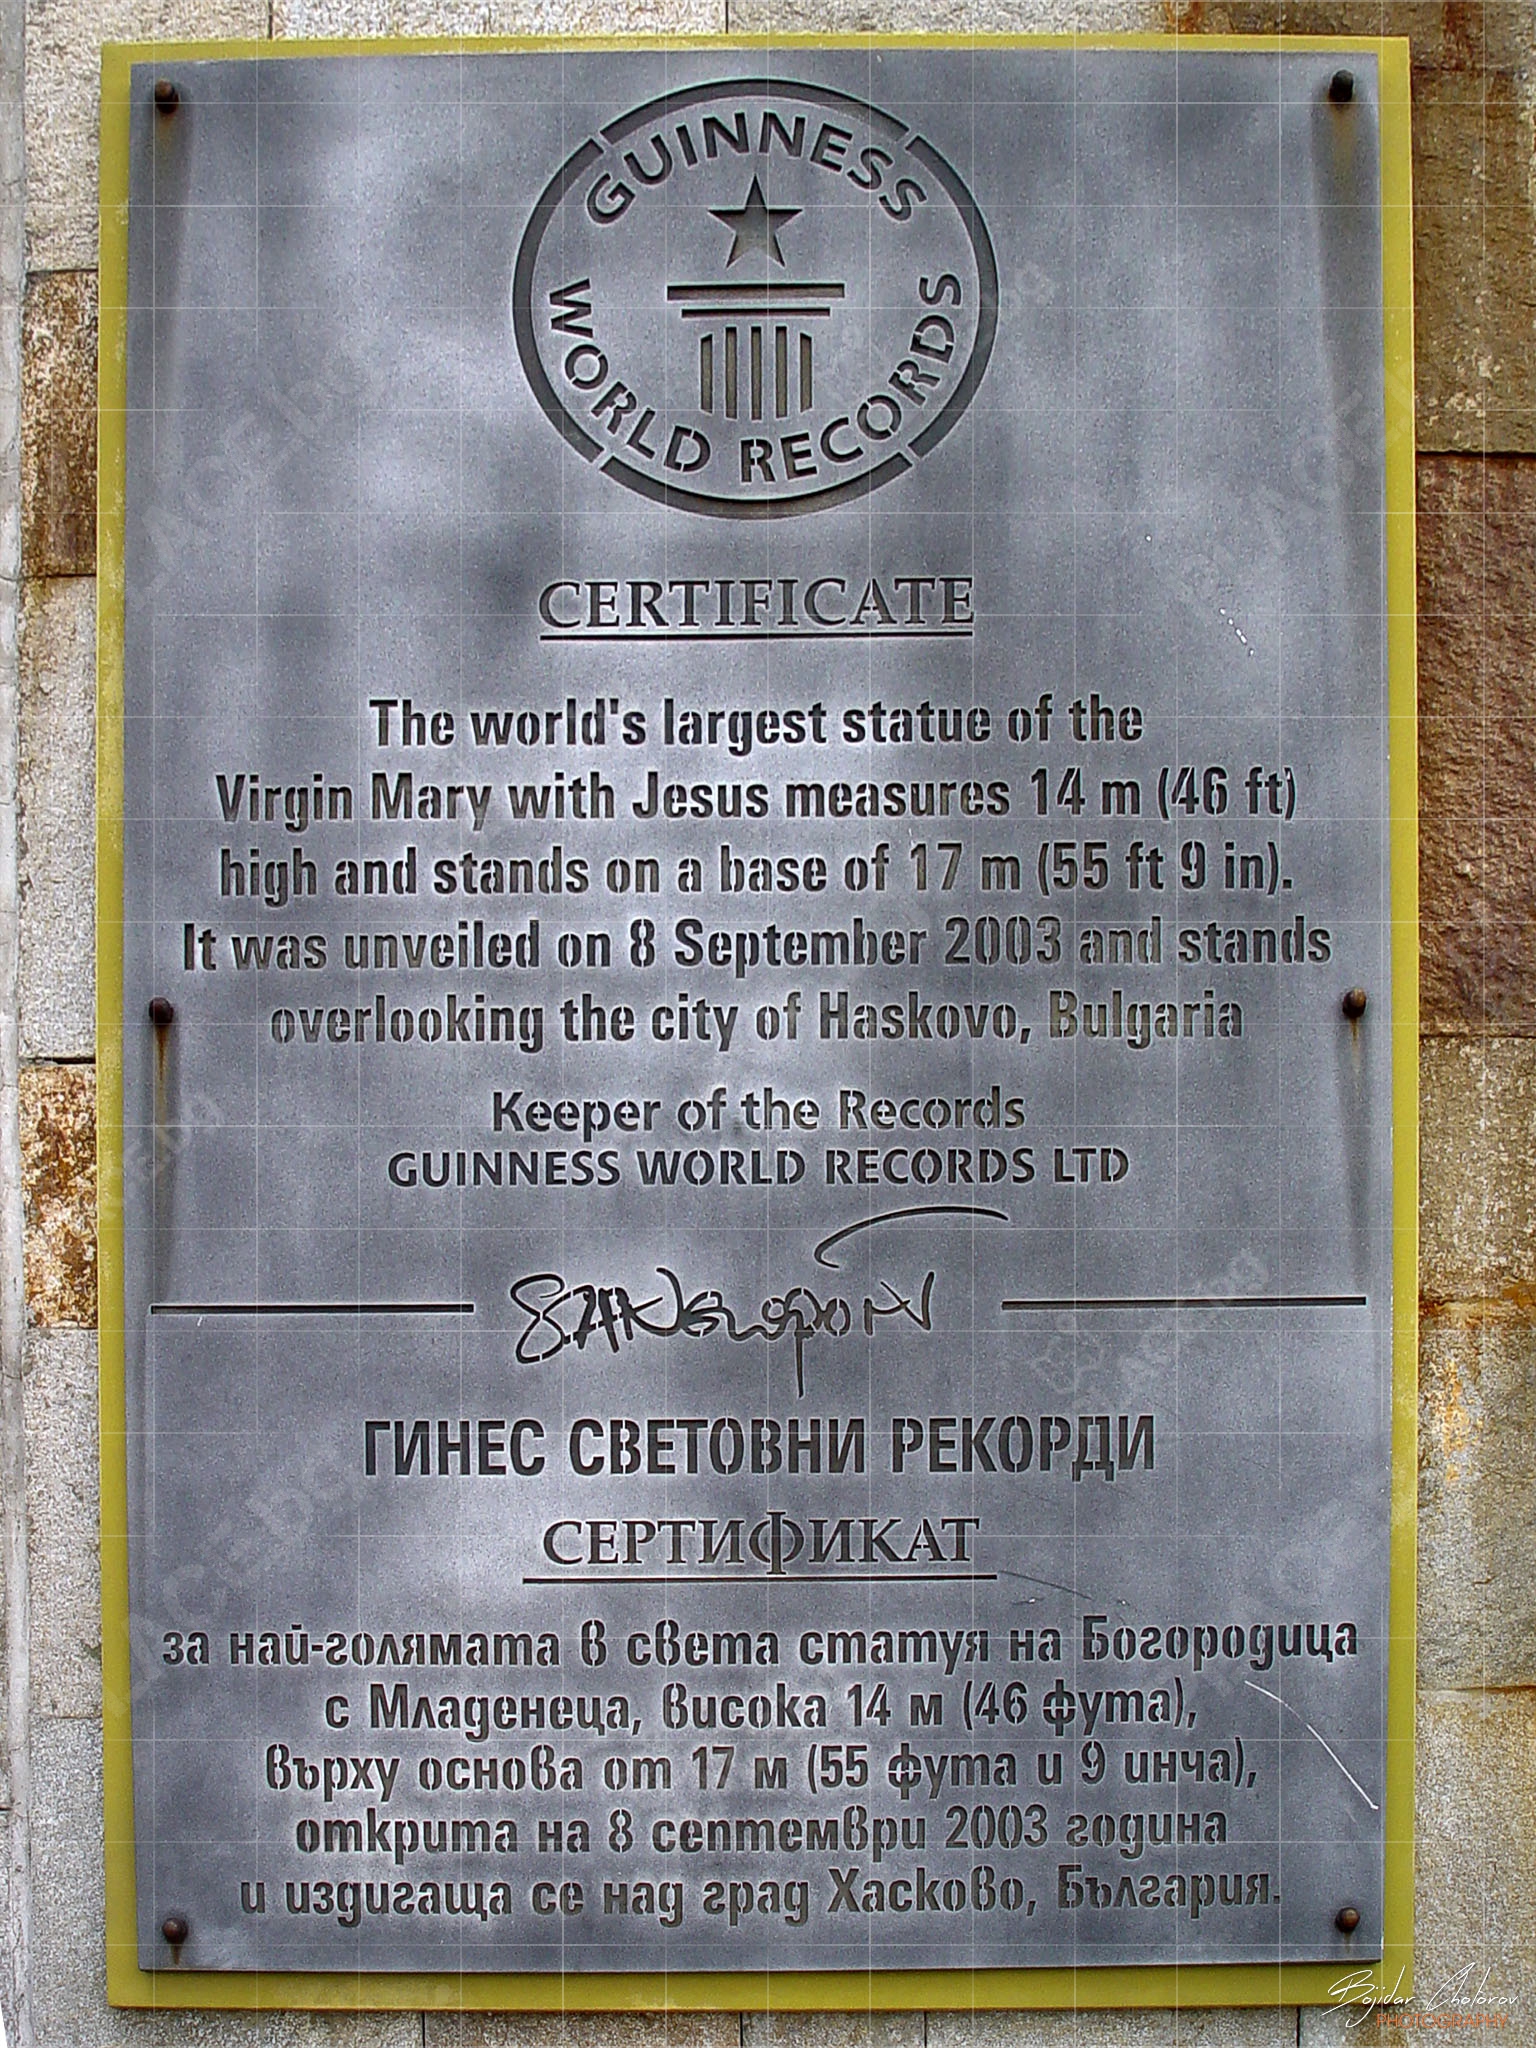 GUINNESS
WORLD RECORDS
CERTIFICATE
The world's largest statue of the
Virgin Mary with Jesus measures 14 m (46 ft)
high and stands on a base of 17 m (55 ft 9 in).
It was unveiled on 8 September 2003 and stands
overlooking the city of Haskovo, Bulgaria
Keeper of the Records
GUINNESS WORLD RECORDS LTD
ГИНЕС СВЕТОВНИ РЕКОРДИ
СЕРТИФИКАТ
за най-голямата в света статуя на Богородица
с Младенеца, висока 14 м (46 фута),
върху основа от 17 м (55 фута и 9 инча),
открита на 8 септември 2003 година
и издигаща се над град Хасково, България.
Bojidar Cholorov
PHOTOGRAPHY